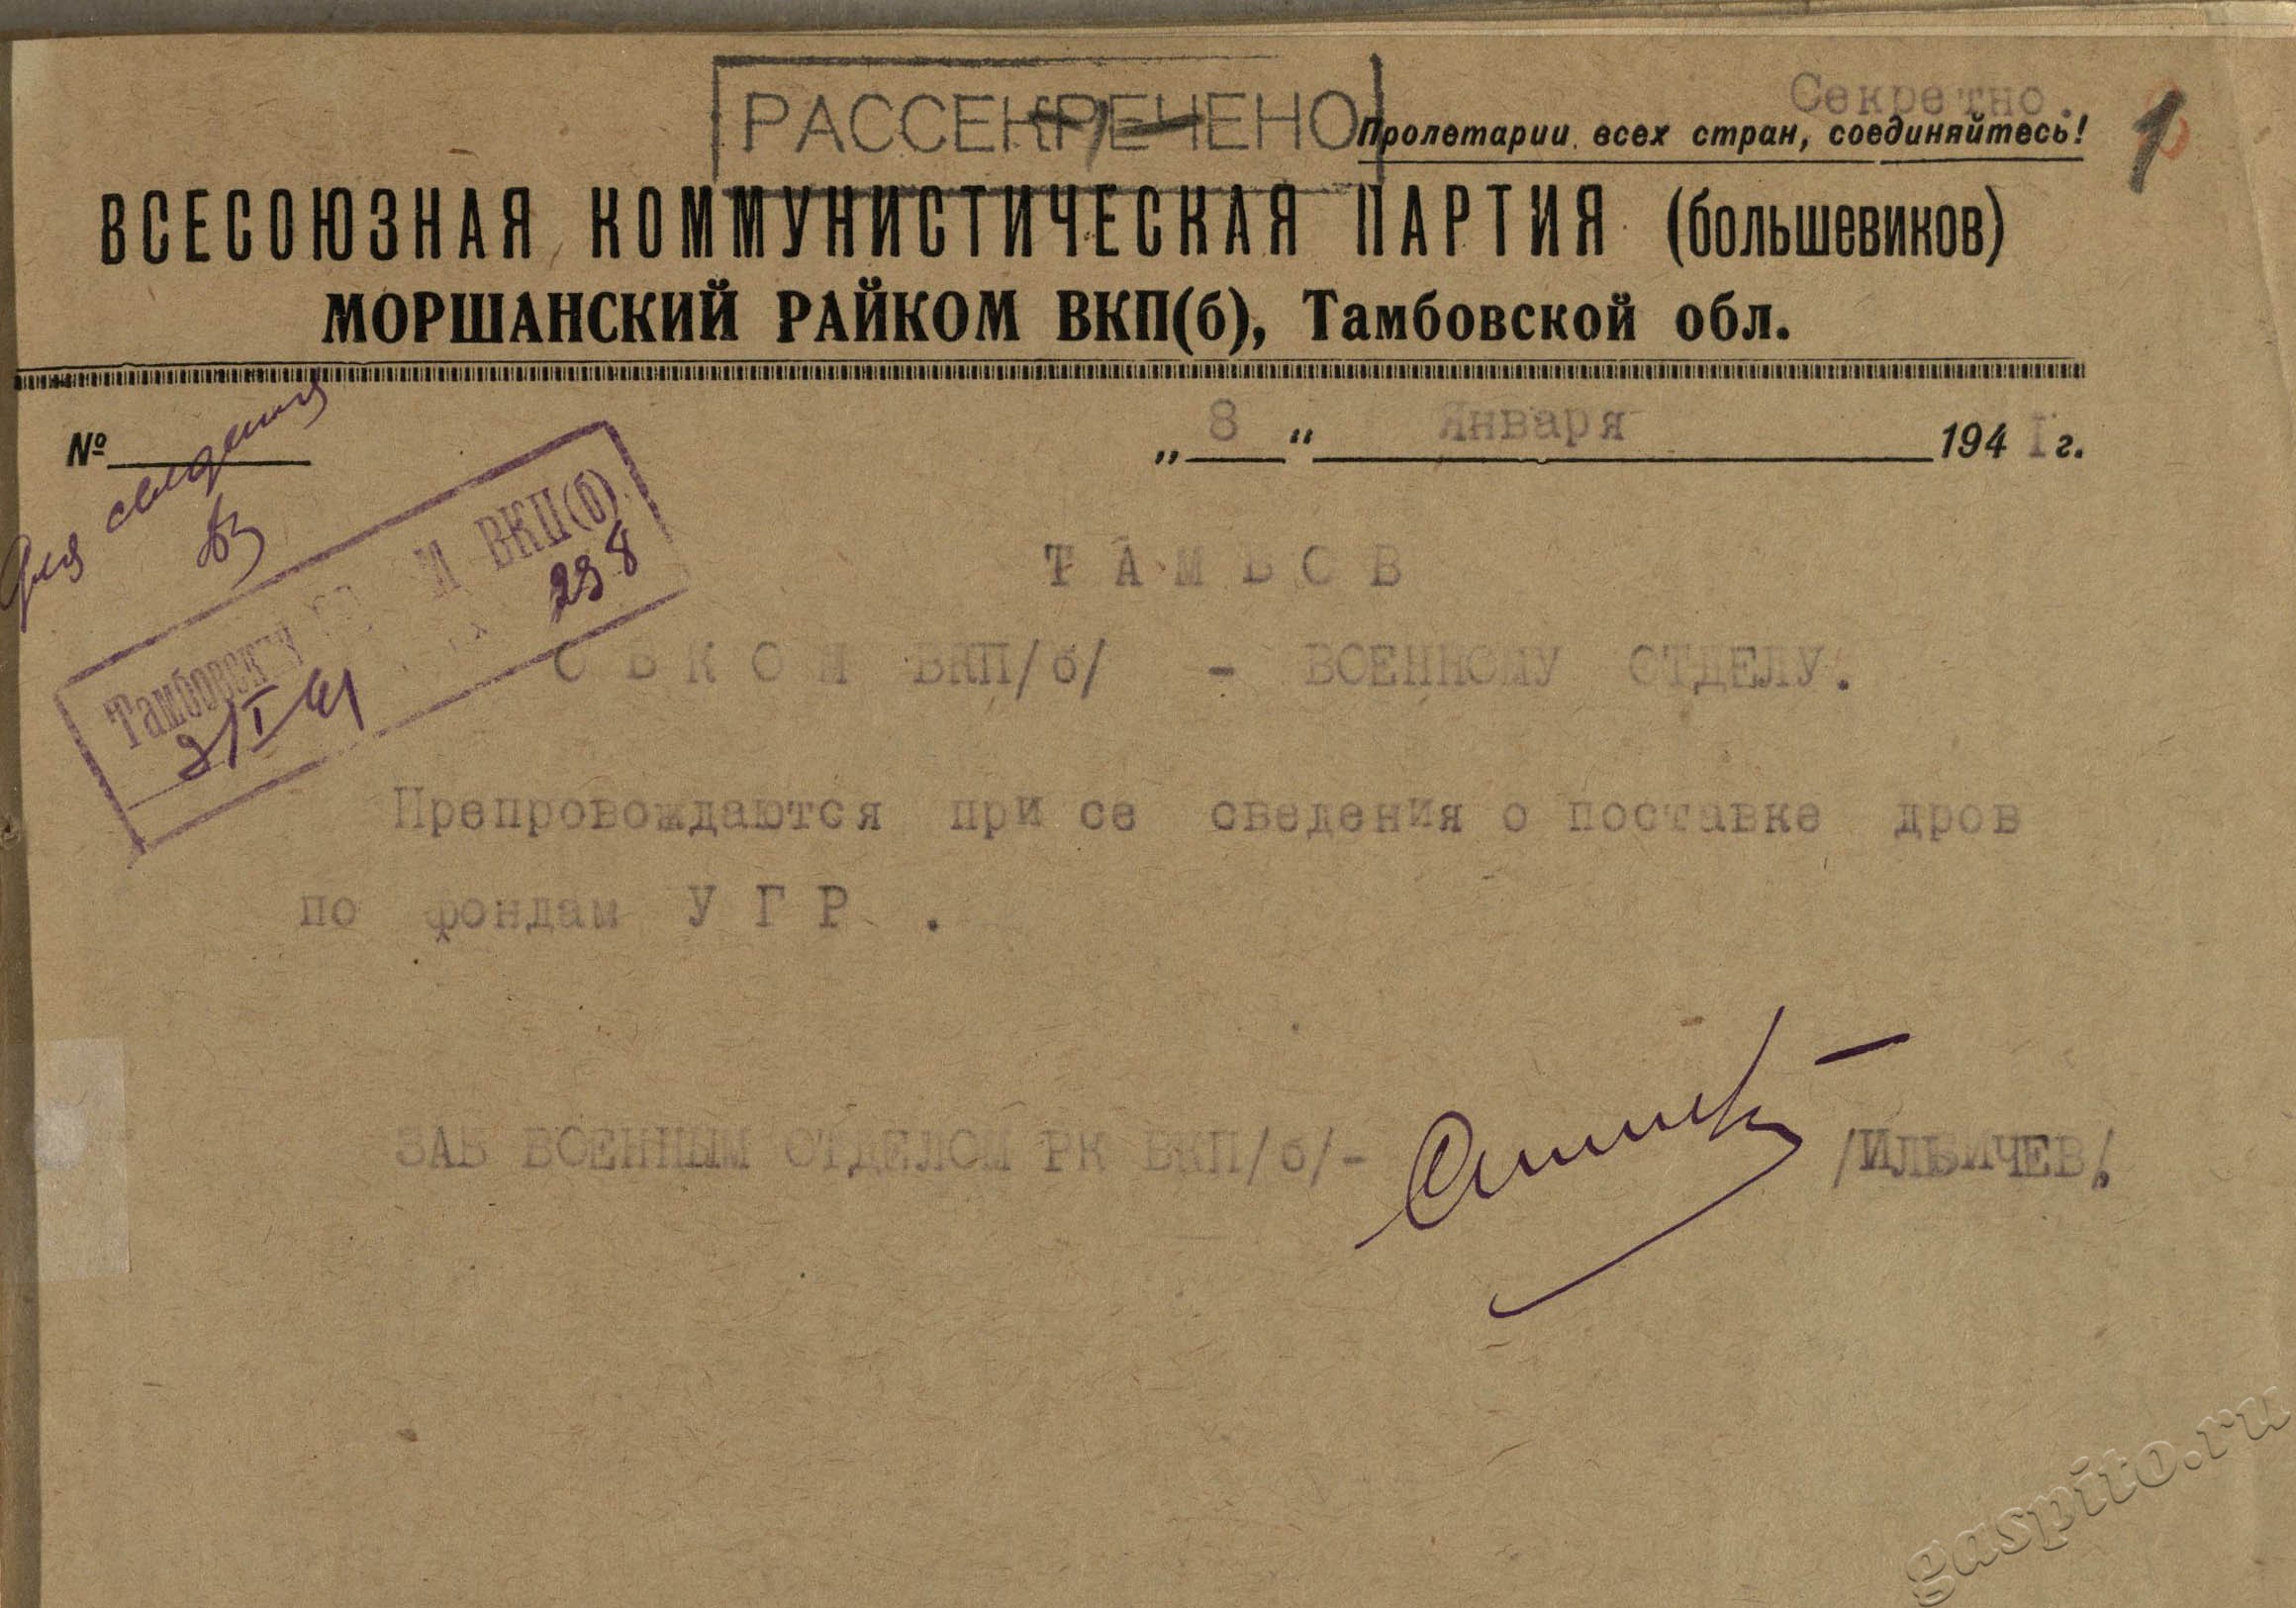 РАССЕКРЕЧЕНО
Секретно.
1
Пролетарии всех стран, соединяйтесь!
ВСЕСОЮЗНАЯ КОММУНИСТИЧЕСКАЯ ПАРТИЯ (большевиков)
МОРШАНСКИЙ РАЙКОМ ВКП(б), Тамбовской обл.
№
„ 8 “ Января 194 I г.
Для сведения
Тамбовский ВКП(б)
238
21/I 41
ТАМБОВ
ОБКОМ ВКП/б/ - ВОЕННОМУ ОТДЕЛУ.
Препровождаются при се сведения о поставке дров
по фондам У Г Р .
ЗАВ ВОЕННЫМ ОТДЕЛОМ РК ВКП/б/- /ИЛЬИЧЕВ/.
gaspito.ru